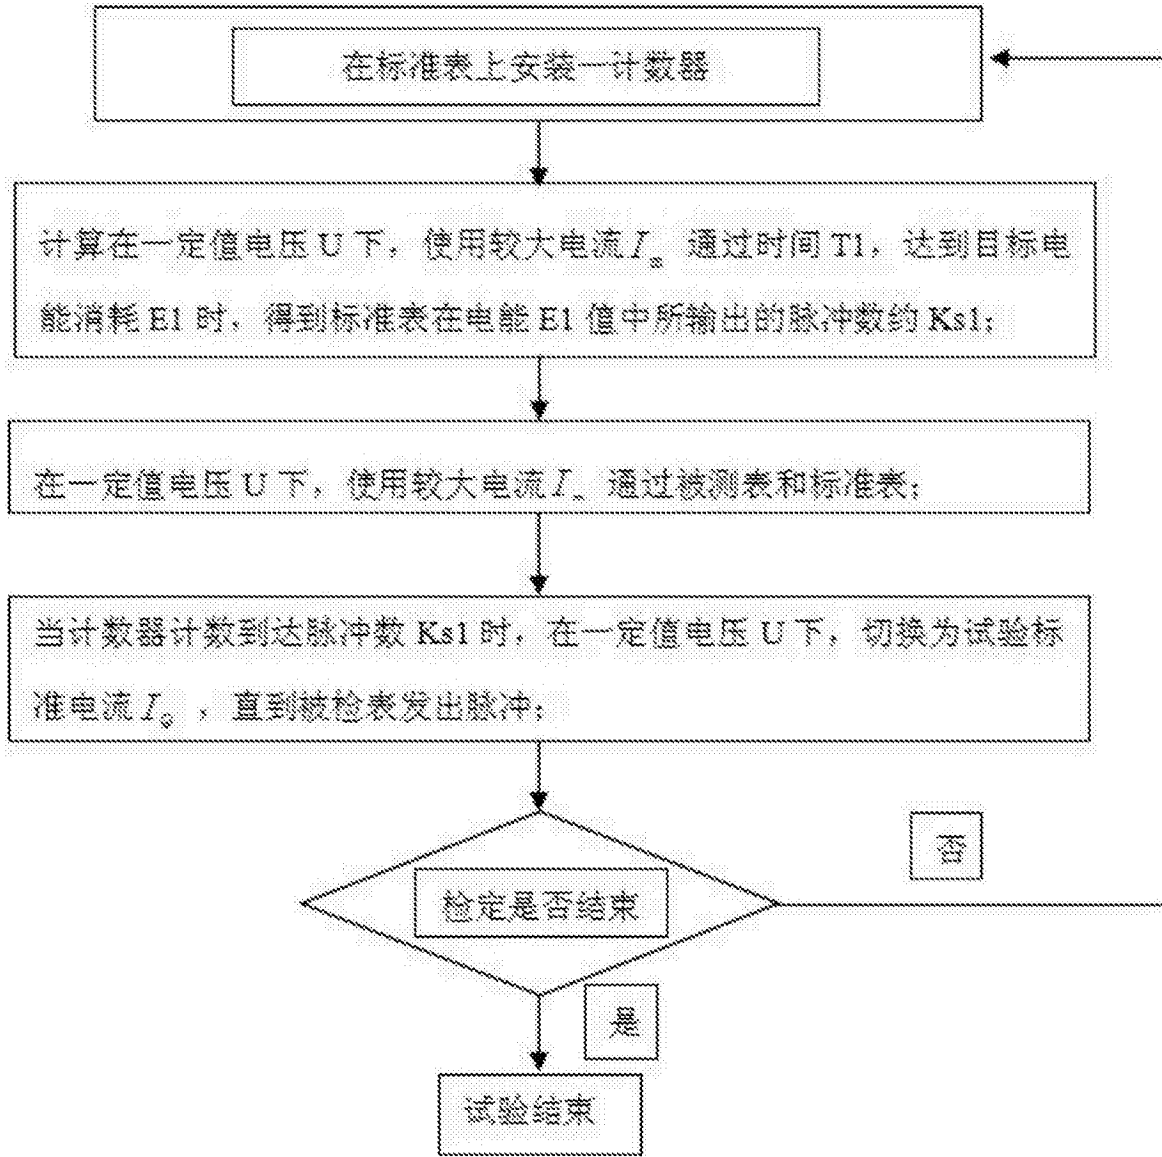 在标准表上安装一计数器
计算在一定值电压 U 下，使用较大电流 I 通过时间 T1，达到目标电
能消耗 E1 时，得到标准表在电能 E1 值中所输出的脉冲数约 Ks1；
在一定值电压 U 下，使用较大电流 I 通过被测表和标准表；
当计数器计数到达脉冲数 Ks1 时，在一定值电压 U 下，切换为试验标
准电流 I ，直到被检表发出脉冲；
否
检定是否结束
是
试验结束